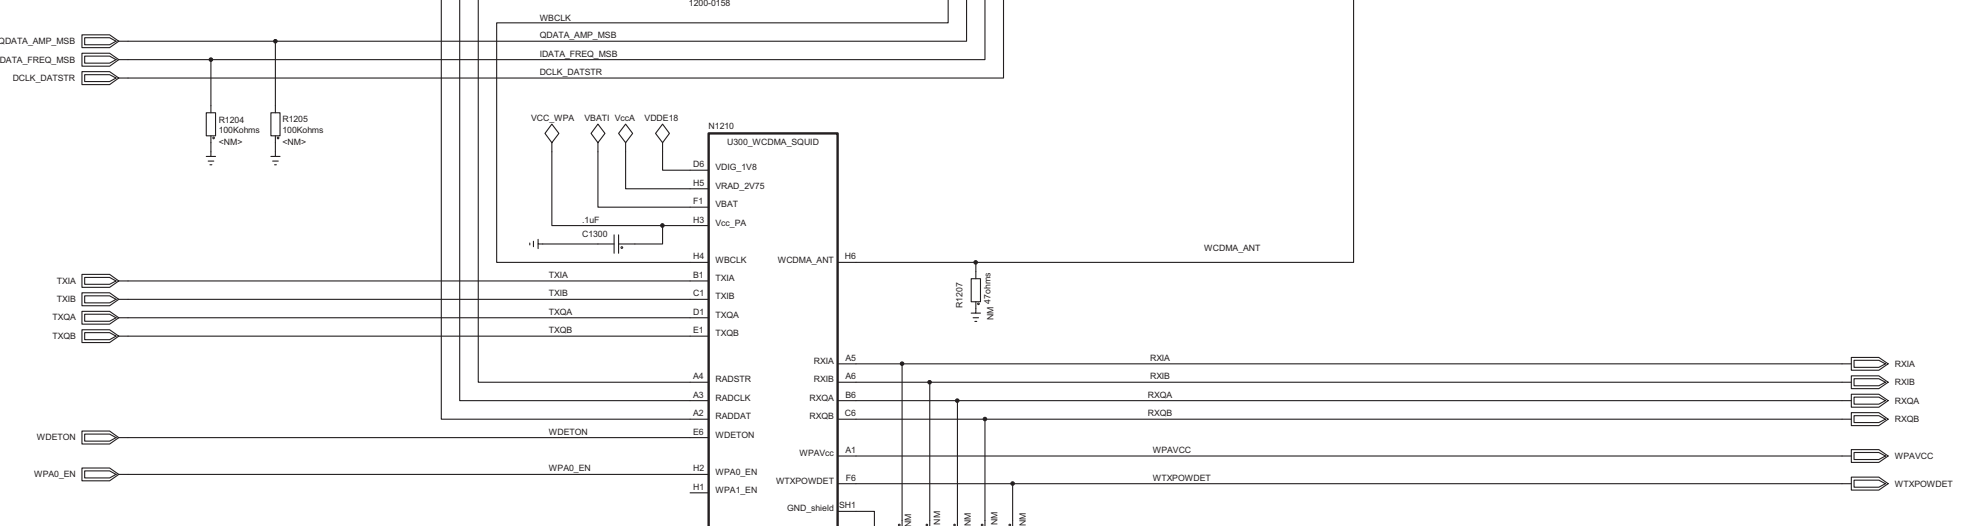 1200-0158
WBCLK
QDATA_AMP_MSB
QDATA_AMP_MSB
DATA_FREQ_MSB
IDATA_FREQ_MSB
DCLK_DATSTR
DCLK_DATSTR
R1204
100Kohms
<NM>
R1205
100Kohms
<NM>
VCC_WPA
VBATI
VccA
VDDE18
N1210
U300_WCDMA_SQUID
D6
VDIG_1V8
H5
VRAD_2V75
F1
VBAT
.1uF
H3
Vcc_PA
C1300
H4
WBCLK
WCDMA_ANT
H6
WCDMA_ANT
TXIA
TXIA
B1
TXIA
TXIB
TXIB
C1
TXIB
TXQA
TXQA
D1
TXQA
TXQB
TXQB
E1
TXQB
R1207
47ohms
NM
RXIA
A5
RXIA
RXIA
A4
RADSTR
RXIB
A6
RXIB
RXIB
A3
RADCLK
RXQA
B6
RXQA
RXQA
A2
RADDAT
RXQB
C6
RXQB
RXQB
WDETON
WDETON
E6
WDETON
WPAVcc
A1
WPAVCC
WPAVCC
WPA0_EN
WPA0_EN
H2
WPA0_EN
WTXPOWDET
F6
WTXPOWDET
WTXPOWDET
H1
WPA1_EN
GND_shield
SH1
NM
NM
NM
NM
NM